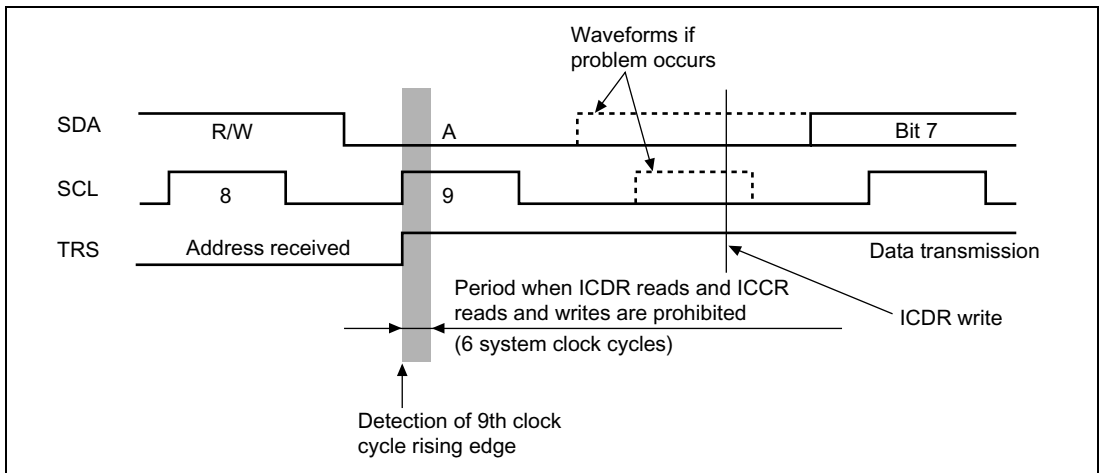 Waveforms if
problem occurs
SDA
R/W
A
Bit 7
SCL
8
9
TRS
Address received
Data transmission
Period when ICDR reads and ICCR
reads and writes are prohibited
(6 system clock cycles)
ICDR write
Detection of 9th clock
cycle rising edge